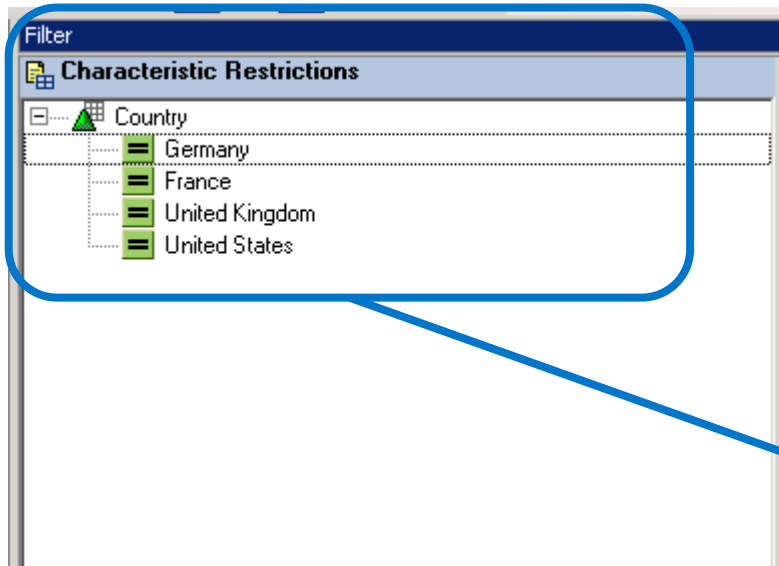 Filter
Characteristic Restrictions
Country
Germany
France
United Kingdom
United States